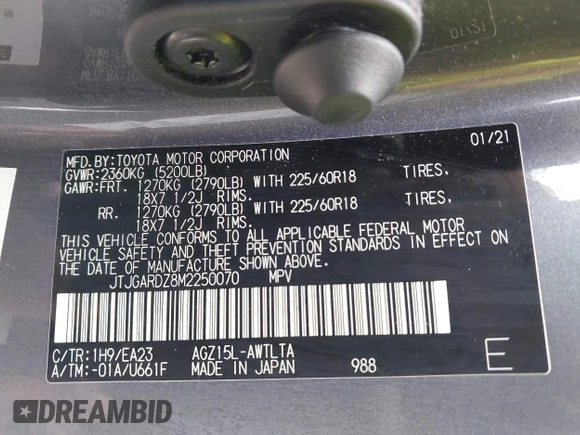 01/21
MFD.BY:TOYOTA MOTOR CORPORATION 01/21
GVWR:2360KG (5200LB)
GAWR:FRT. 1270KG (2790LB) WITH 225/60R18 TIRES.
18X7 1/2J RIMS.
RR. 1270KG (2790LB) WITH 225/60R18 TIRES.
18X7 1/2J RIMS.
THIS VEHICLE CONFORMS TO ALL APPLICABLE FEDERAL MOTOR
VEHICLE SAFETY AND THEFT PREVENTION STANDARDS IN EFFECT ON
THE DATE OF MANUFACTURE SHOWN ABOVE.
JTJGARDZ8M2250070 MPV
C/TR:1H9/EA23 AGZ15L-AWTLTA
A/TM:-01A/U661F MADE IN JAPAN 988 E
DREAMBID